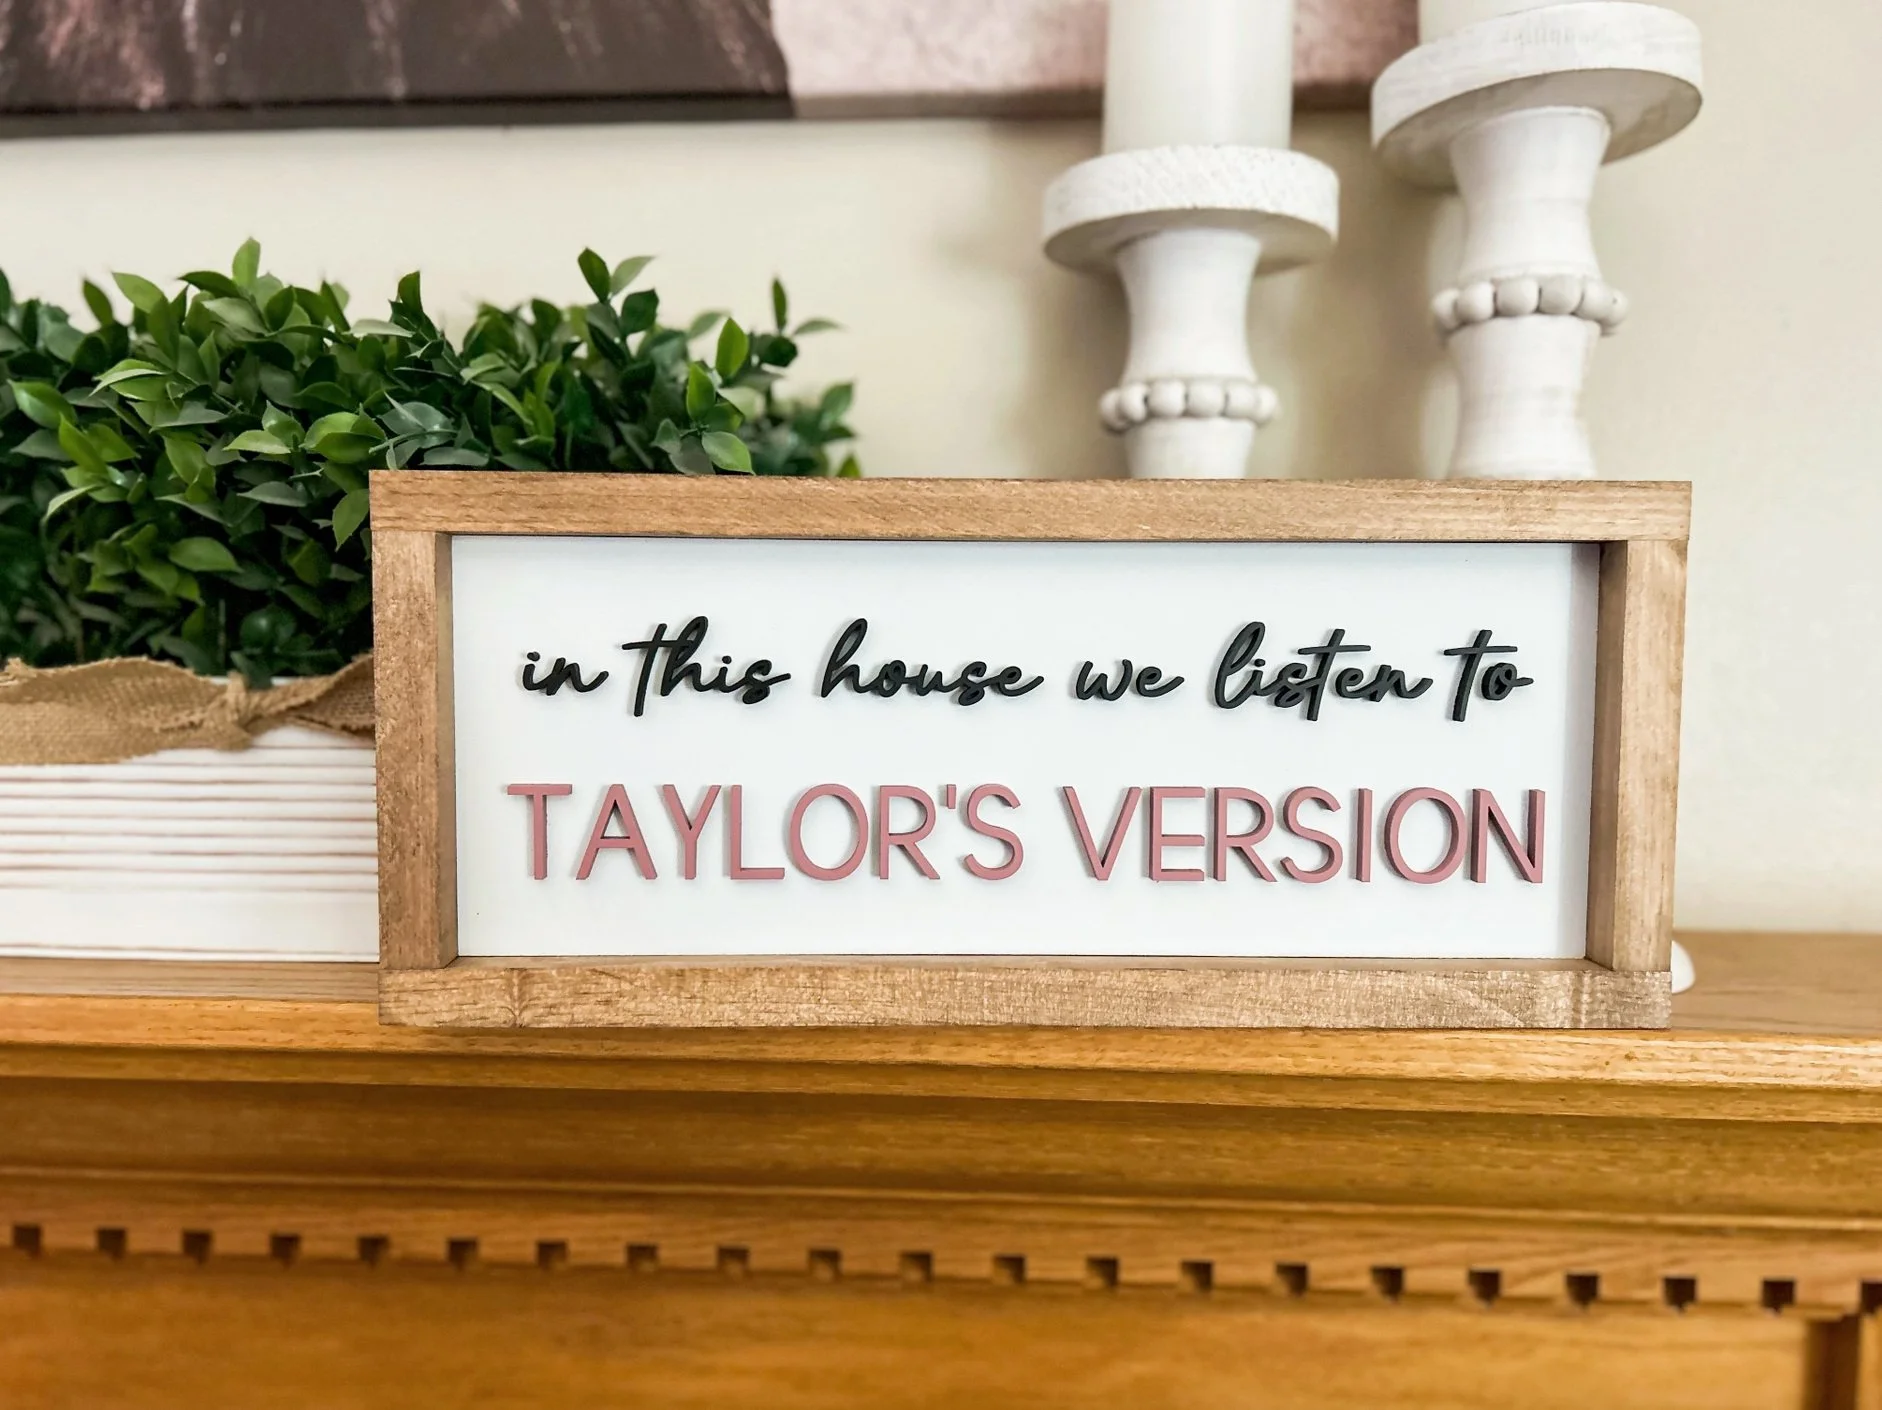 in this house we listen to
TAYLOR'S VERSION